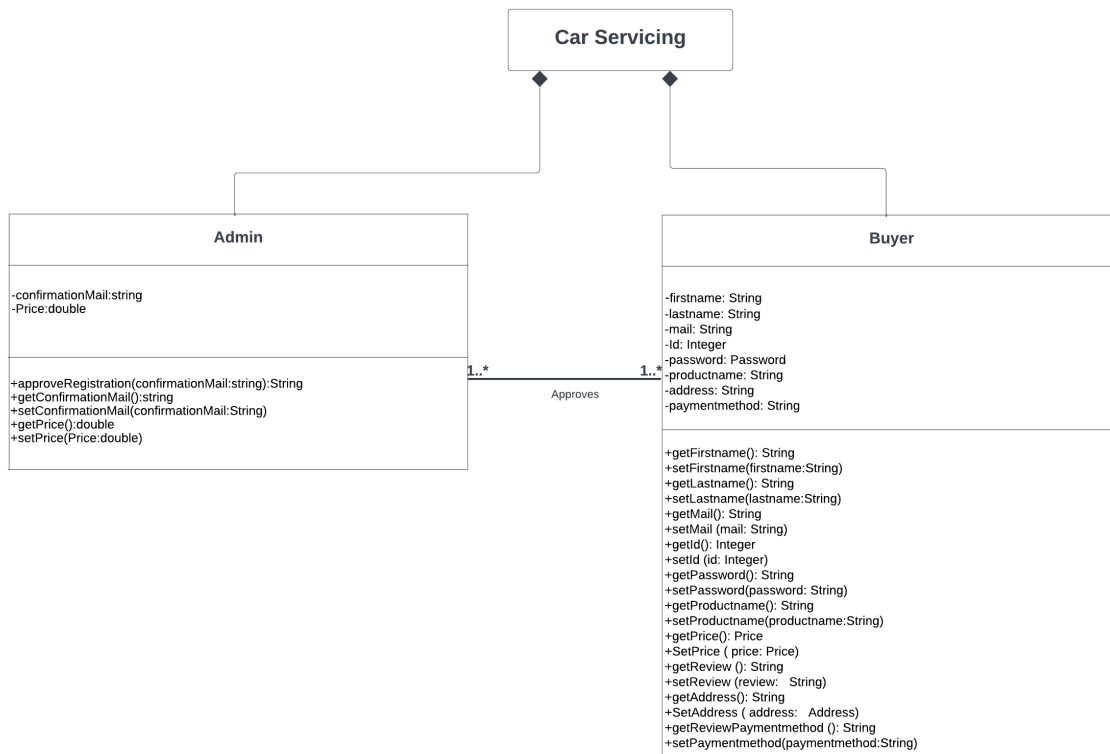 Car Servicing
Admin
-confirmationMail:string
-Price:double
+approveRegistration(confirmationMail:string):String
+getConfirmationMail():string
+setConfirmationMail(confirmationMail:String)
+getPrice():double
+setPrice(Price:double)
1..*
1..*
Approves
Buyer
-firstname: String
-lastname: String
-mail: String
-Id: Integer
-password: Password
-productname: String
-address: String
-paymentmethod: String
+getFirstname(): String
+setFirstname(firstname:String)
+getLastname(): String
+setLastname(lastname:String)
+getMail(): String
+setMail (mail: String)
+getId(): Integer
+setId (id: Integer)
+getPassword(): String
+setPassword(password: String)
+getProductname(): String
+setProductname(productname:String)
+getPrice(): Price
+SetPrice ( price: Price)
+getReview (): String
+setReview (review: String)
+getAddress(): String
+SetAddress ( address: Address)
+getReviewPaymentmethod (): String
+setPaymentmethod(paymentmethod:String)